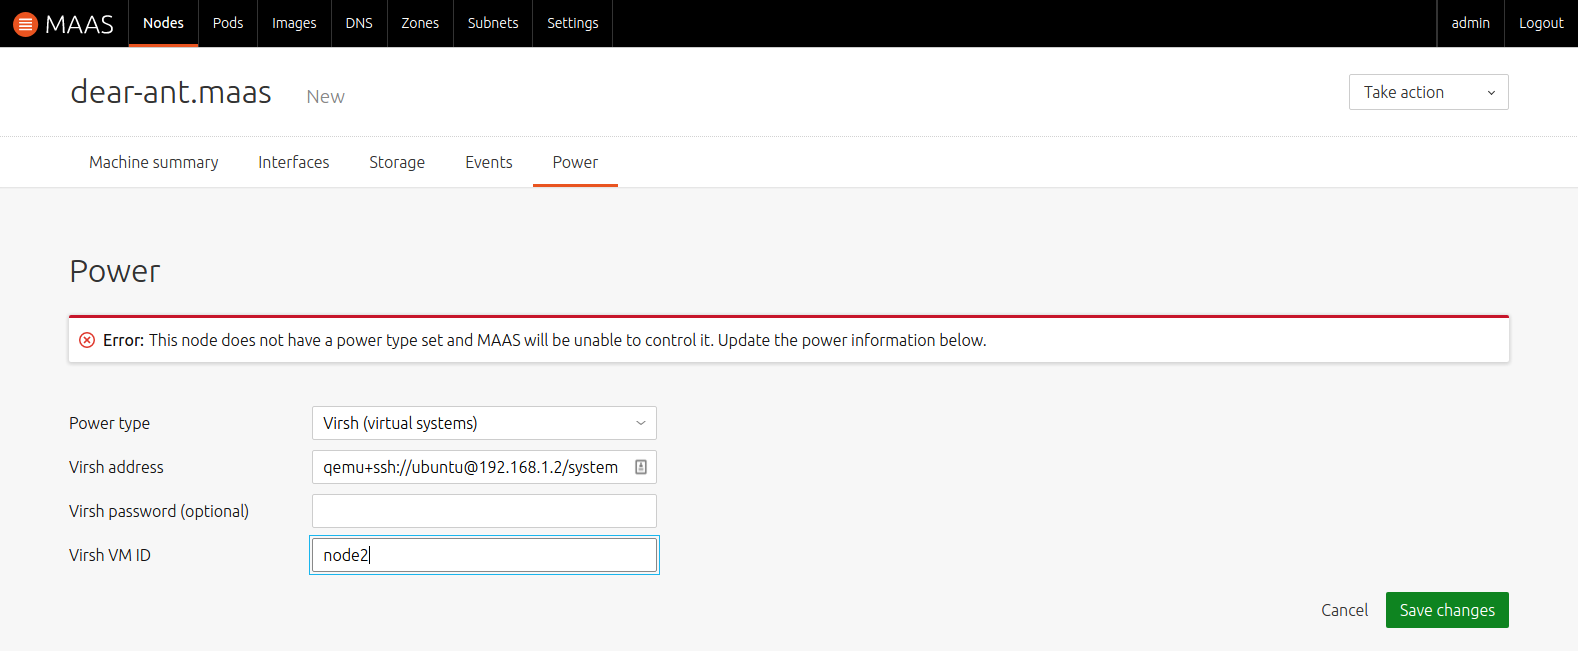 MAAS Nodes Pods Images DNS Zones Subnets Settings admin Logout
dear-ant.maas New Take action
Machine summary Interfaces Storage Events Power
Power
Error: This node does not have a power type set and MAAS will be unable to control it. Update the power information below.
Power type Virsh (virtual systems)
Virsh address qemu+ssh://ubuntu@192.168.1.2/system
Virsh password (optional)
Virsh VM ID node2
Cancel Save changes